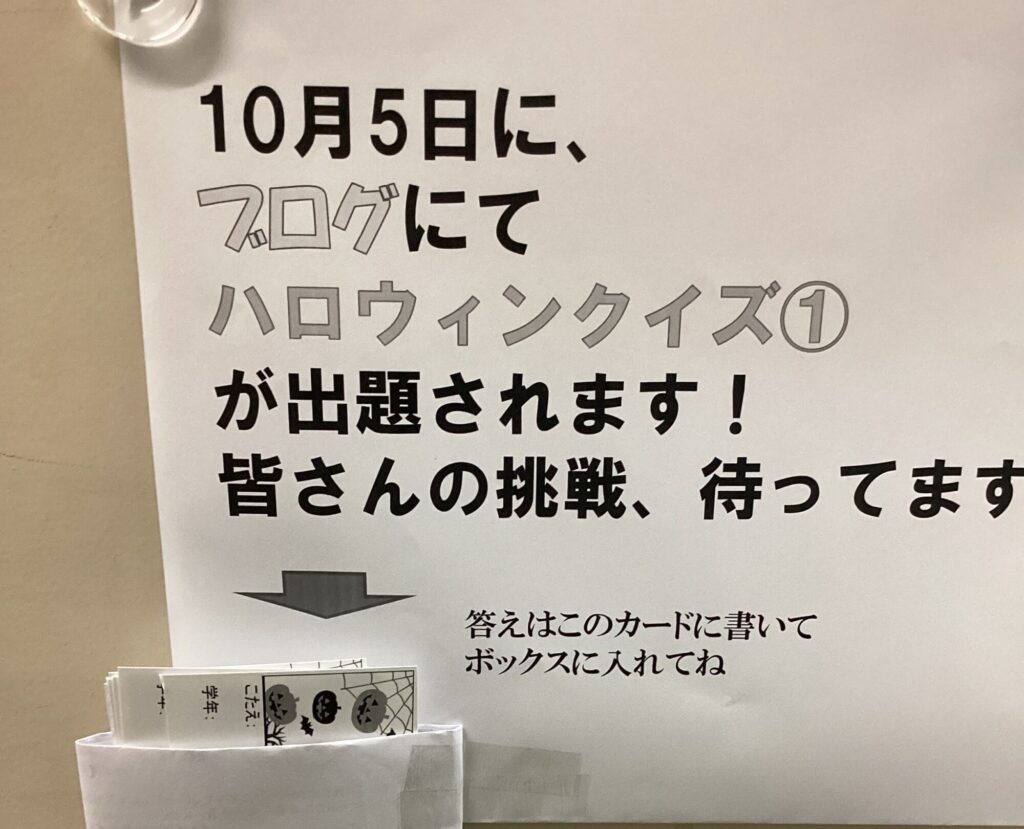 10月5日に、
ブログにて
ハロウィンクイズ①
が出題されます！
皆さんの挑戦、待ってます
答えはこのカードに書いて
ボックスに入れてね
こたえ：
学年：